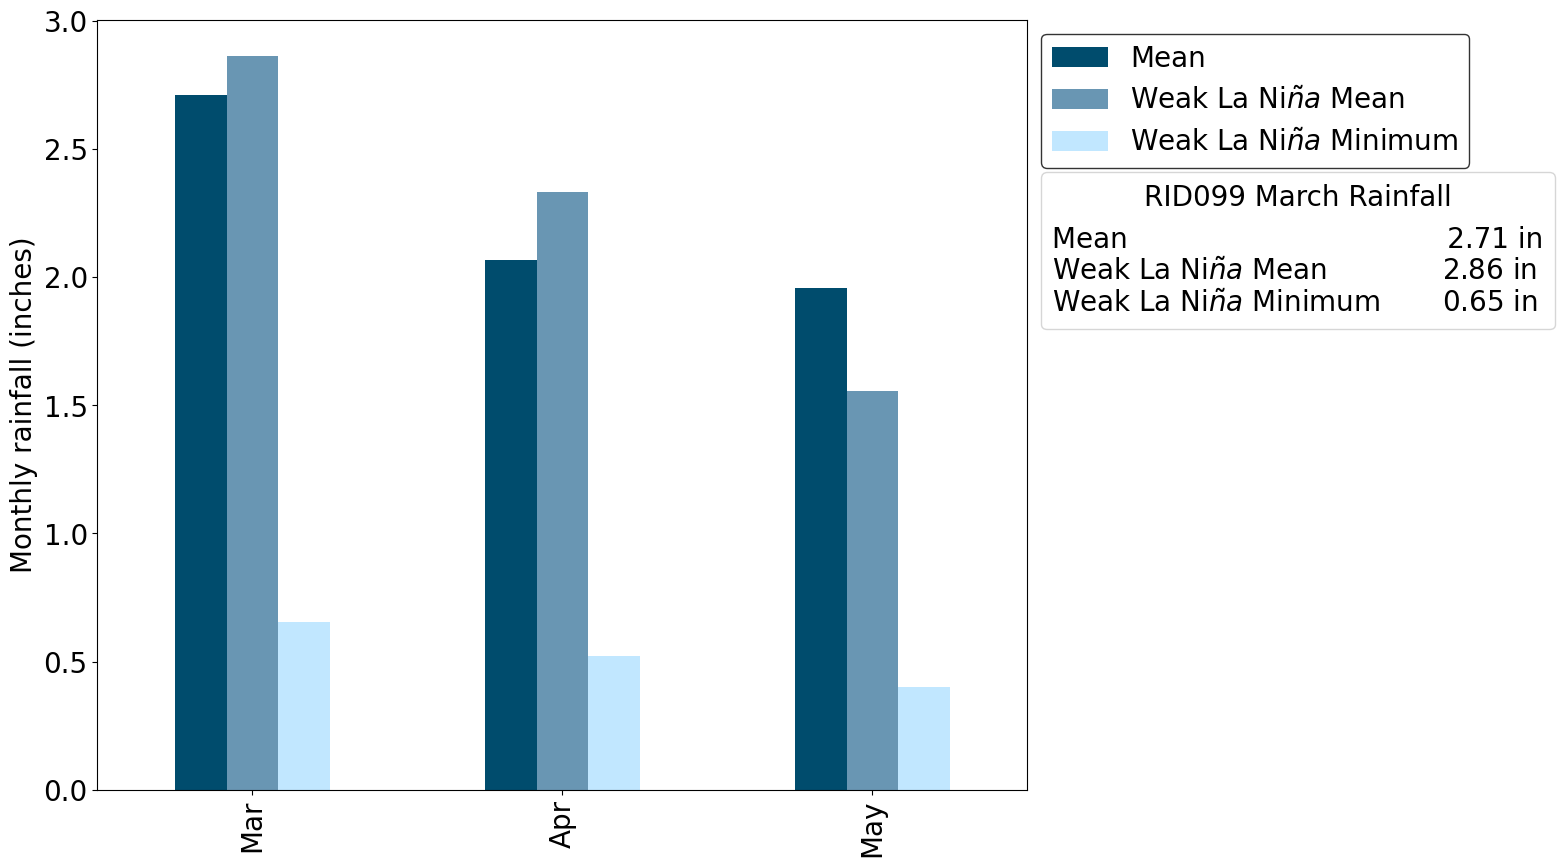 Monthly rainfall (inches)
3.0
2.5
2.0
1.5
1.0
0.5
0.0
Mar
Apr
May
Mean
Weak La Niña Mean
Weak La Niña Minimum
RID099 March Rainfall
Mean 2.71 in
Weak La Niña Mean 2.86 in
Weak La Niña Minimum 0.65 in